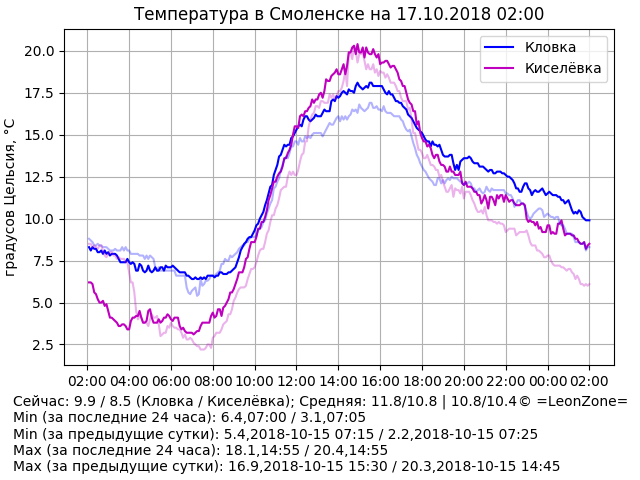 Температура в Смоленске на 17.10.2018 02:00
Кловка
Киселёвка
градусов Цельсия, °C
20.0
17.5
15.0
12.5
10.0
7.5
5.0
2.5
02:00 04:00 06:00 08:00 10:00 12:00 14:00 16:00 18:00 20:00 22:00 00:00 02:00
Сейчас: 9.9 / 8.5 (Кловка / Киселёвка); Средняя: 11.8/10.8 | 10.8/10.4© =LeonZone=
Min (за последние 24 часа): 6.4,07:00 / 3.1,07:05
Min (за предыдущие сутки): 5.4,2018-10-15 07:15 / 2.2,2018-10-15 07:25
Max (за последние 24 часа): 18.1,14:55 / 20.4,14:55
Max (за предыдущие сутки): 16.9,2018-10-15 15:30 / 20.3,2018-10-15 14:45